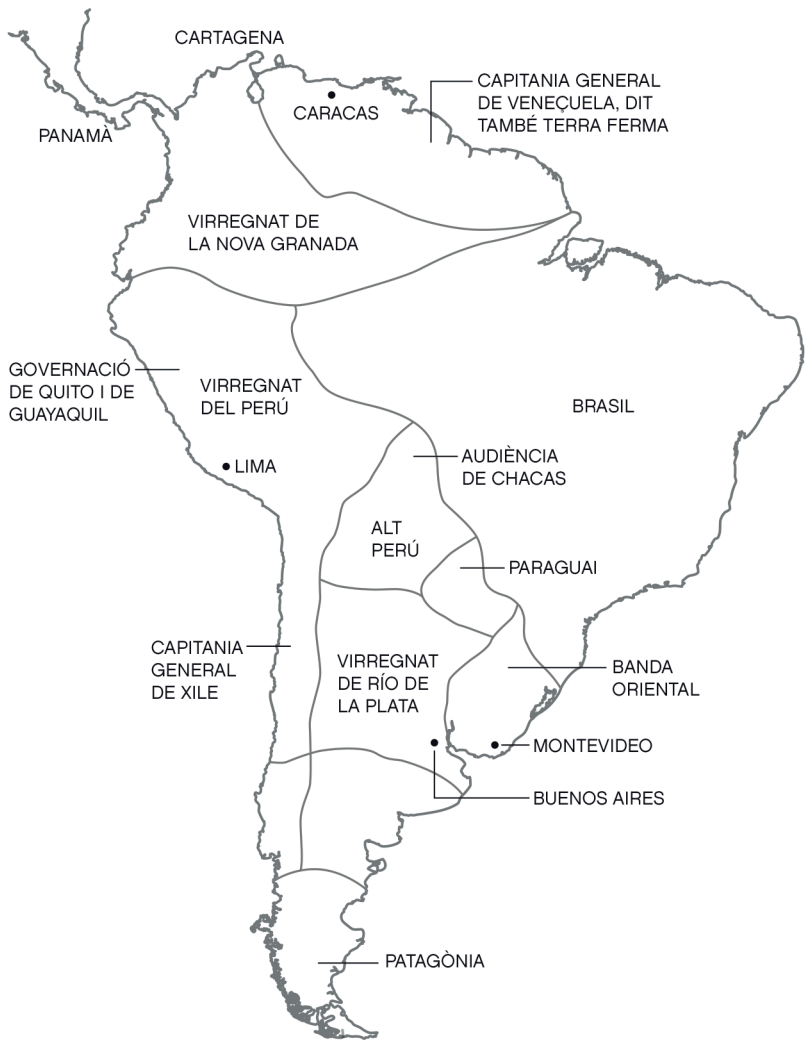 CARTAGENA
CAPITANIA GENERAL
DE VENEÇUELA, DIT
TAMBÉ TERRA FERMA
CARACAS
PANAMÀ
VIRREGNAT DE
LA NOVA GRANADA
GOVERNACIÓ
DE QUITO I DE
GUAYAQUIL
VIRREGNAT
DEL PERÚ
BRASIL
LIMA
AUDIÈNCIA
DE CHACAS
ALT
PERÚ
PARAGUAI
CAPITANIA
GENERAL
DE XILE
VIRREGNAT
DE RÍO DE
LA PLATA
BANDA
ORIENTAL
MONTEVIDEO
BUENOS AIRES
PATAGÒNIA